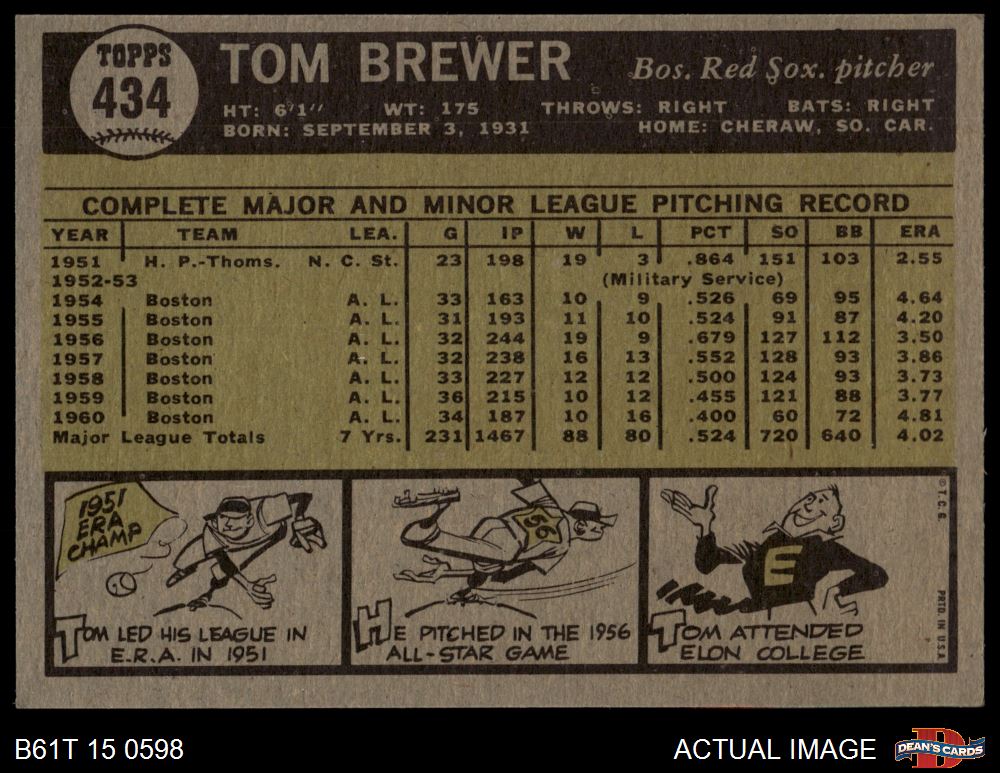 TOPPS
434
TOM BREWER Bos. Red Sox. pitcher
HT: 6'1" WT: 175 THROWS: RIGHT BATS: RIGHT
BORN: SEPTEMBER 3, 1931 HOME: CHERAW, SO. CAR.
COMPLETE MAJOR AND MINOR LEAGUE PITCHING RECORD
YEAR TEAM LEA. G IP W L PCT SO BB ERA
1951 H. P.-Thoms. N. C. St. 23 198 19 3 .864 151 103 2.55
1952-53 (Military Service)
1954 Boston A. L. 33 163 10 9 .526 69 95 4.64
1955 Boston A. L. 31 193 11 10 .524 91 87 4.20
1956 Boston A. L. 32 244 19 9 .679 127 112 3.50
1957 Boston A. L. 32 238 16 13 .552 128 93 3.86
1958 Boston A. L. 33 227 12 12 .500 124 93 3.73
1959 Boston A. L. 36 215 10 12 .455 121 88 3.77
1960 Boston A. L. 34 187 10 16 .400 60 72 4.81
Major League Totals 7 Yrs. 231 1467 88 80 .524 720 640 4.02
1951
ERA
CHAMP
TOM LED HIS LEAGUE IN
E.R.A. IN 1951
56
HE PITCHED IN THE 1956
ALL-STAR GAME
E
TOM ATTENDED
ELON COLLEGE
© T. C. G.
PRTD. IN U.S.A.
B61T 15 0598
ACTUAL IMAGE
D
DEAN'S CARDS